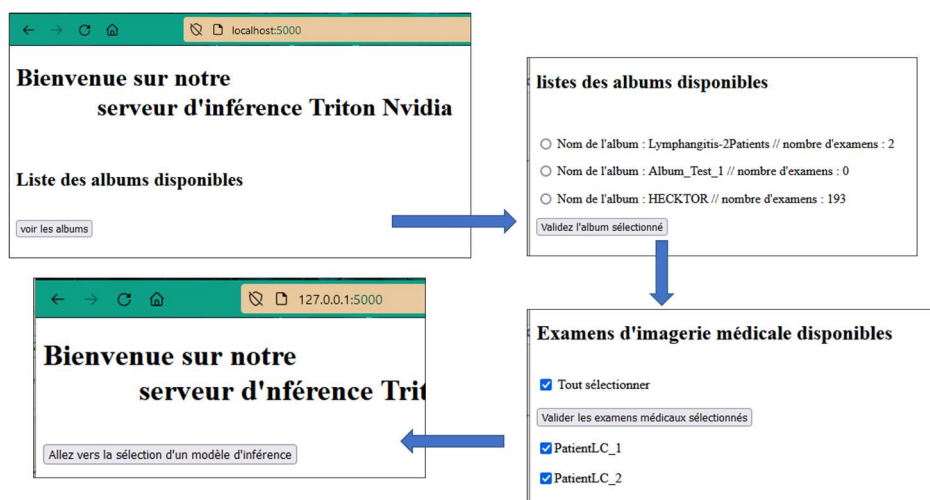 localhost:5000
Bienvenue sur notre
serveur d'inférence Triton Nvidia
Liste des albums disponibles
voir les albums
listes des albums disponibles
Nom de l'album : Lymphangitis-2Patients // nombre d'examens : 2
Nom de l'album : Album_Test_1 // nombre d'examens : 0
Nom de l'album : HECKTOR // nombre d'examens : 193
Validez l'album sélectionné
Examens d'imagerie médicale disponibles
Tout sélectionner
Valider les examens médicaux sélectionnés
PatientLC_1
PatientLC_2
127.0.0.1:5000
Bienvenue sur notre
serveur d'nférence Trit
Allez vers la sélection d'un modèle d'inférence